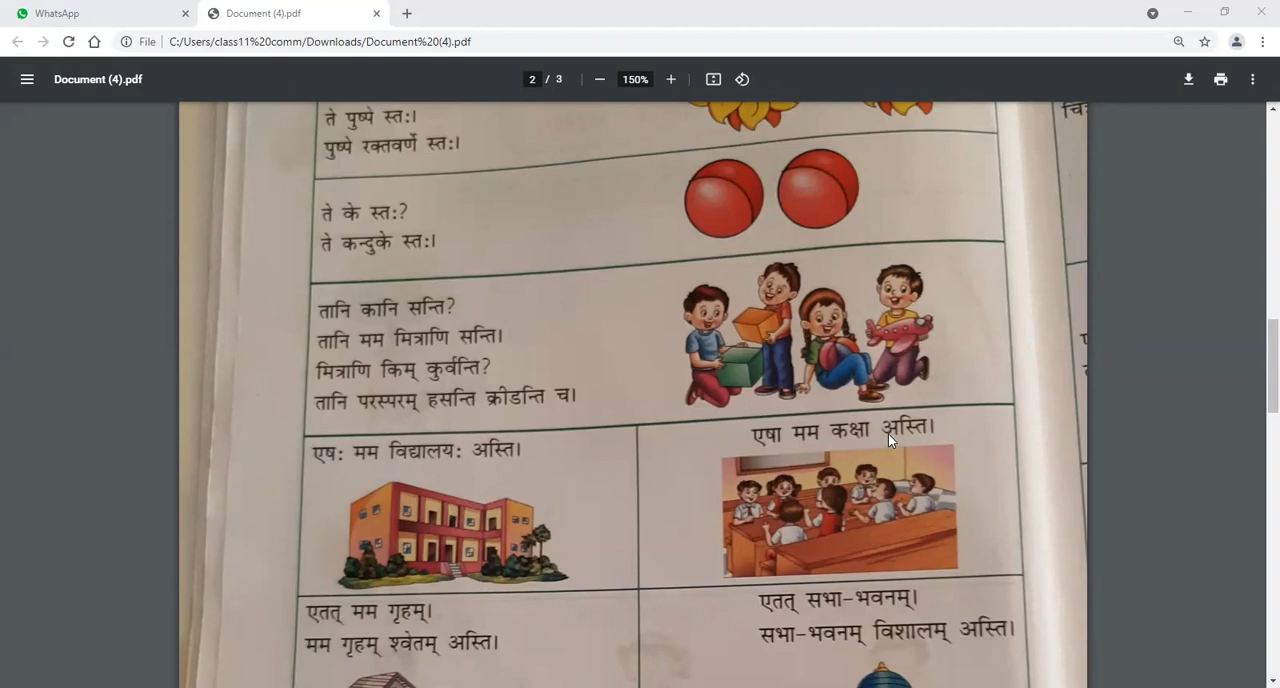 WhatsApp
Document (4).pdf
File
C:/Users/class11%20comm/Downloads/Document%20(4).pdf
Document (4).pdf
2 / 3
150%
ते पुष्पे स्तः।
पुष्पे रक्तवर्णे स्तः।
ते के स्तः?
ते कन्दुके स्तः।
तानि कानि सन्ति?
तानि मम मित्राणि सन्ति।
मित्राणि किम् कुर्वन्ति?
तानि परस्परम् हसन्ति क्रीडन्ति च।
एषः मम विद्यालयः अस्ति।
एषा मम कक्षा अस्ति।
एतत् मम गृहम्।
मम गृहम् श्वेतम् अस्ति।
एतत् सभा-भवनम्।
सभा-भवनम् विशालम् अस्ति।